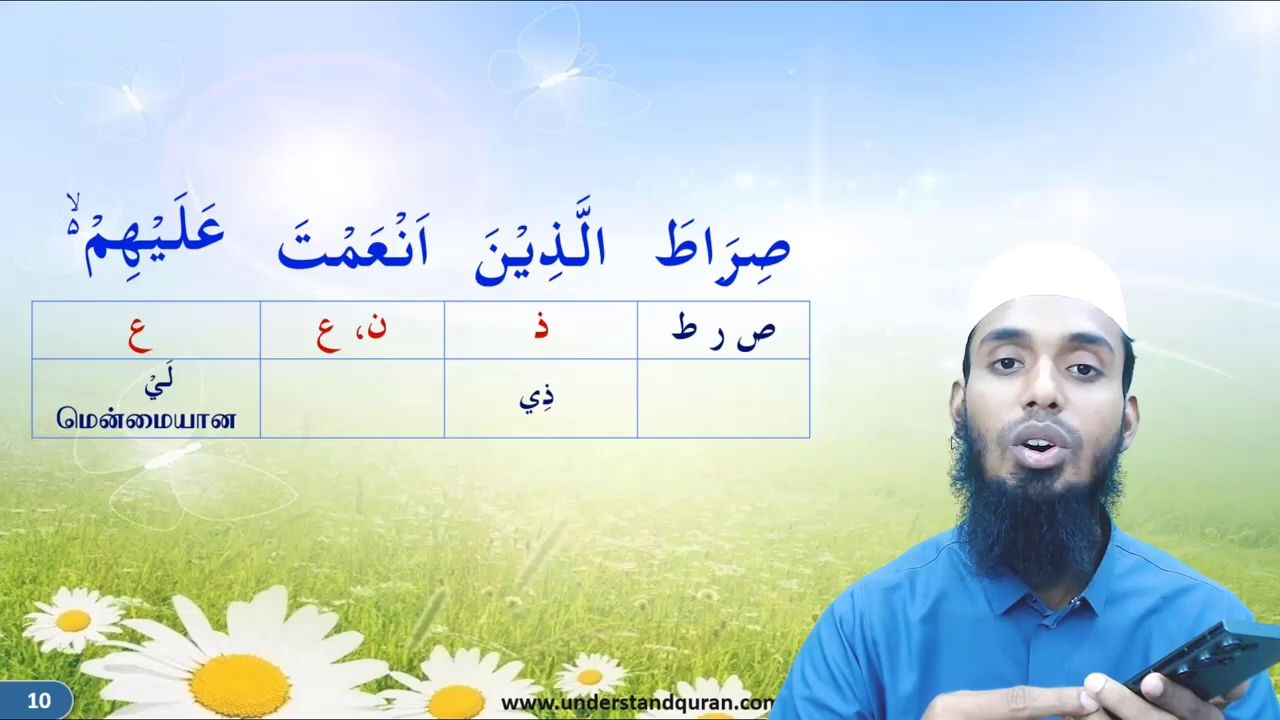 صِرَاطَ الَّذِيْنَ اَنْعَمْتَ عَلَيْهِمْ ۙ۬ۙ
ص ر ط ذ ن، ع ع
ذِي لَيْ
மென்மையான
10
www.understandquran.com